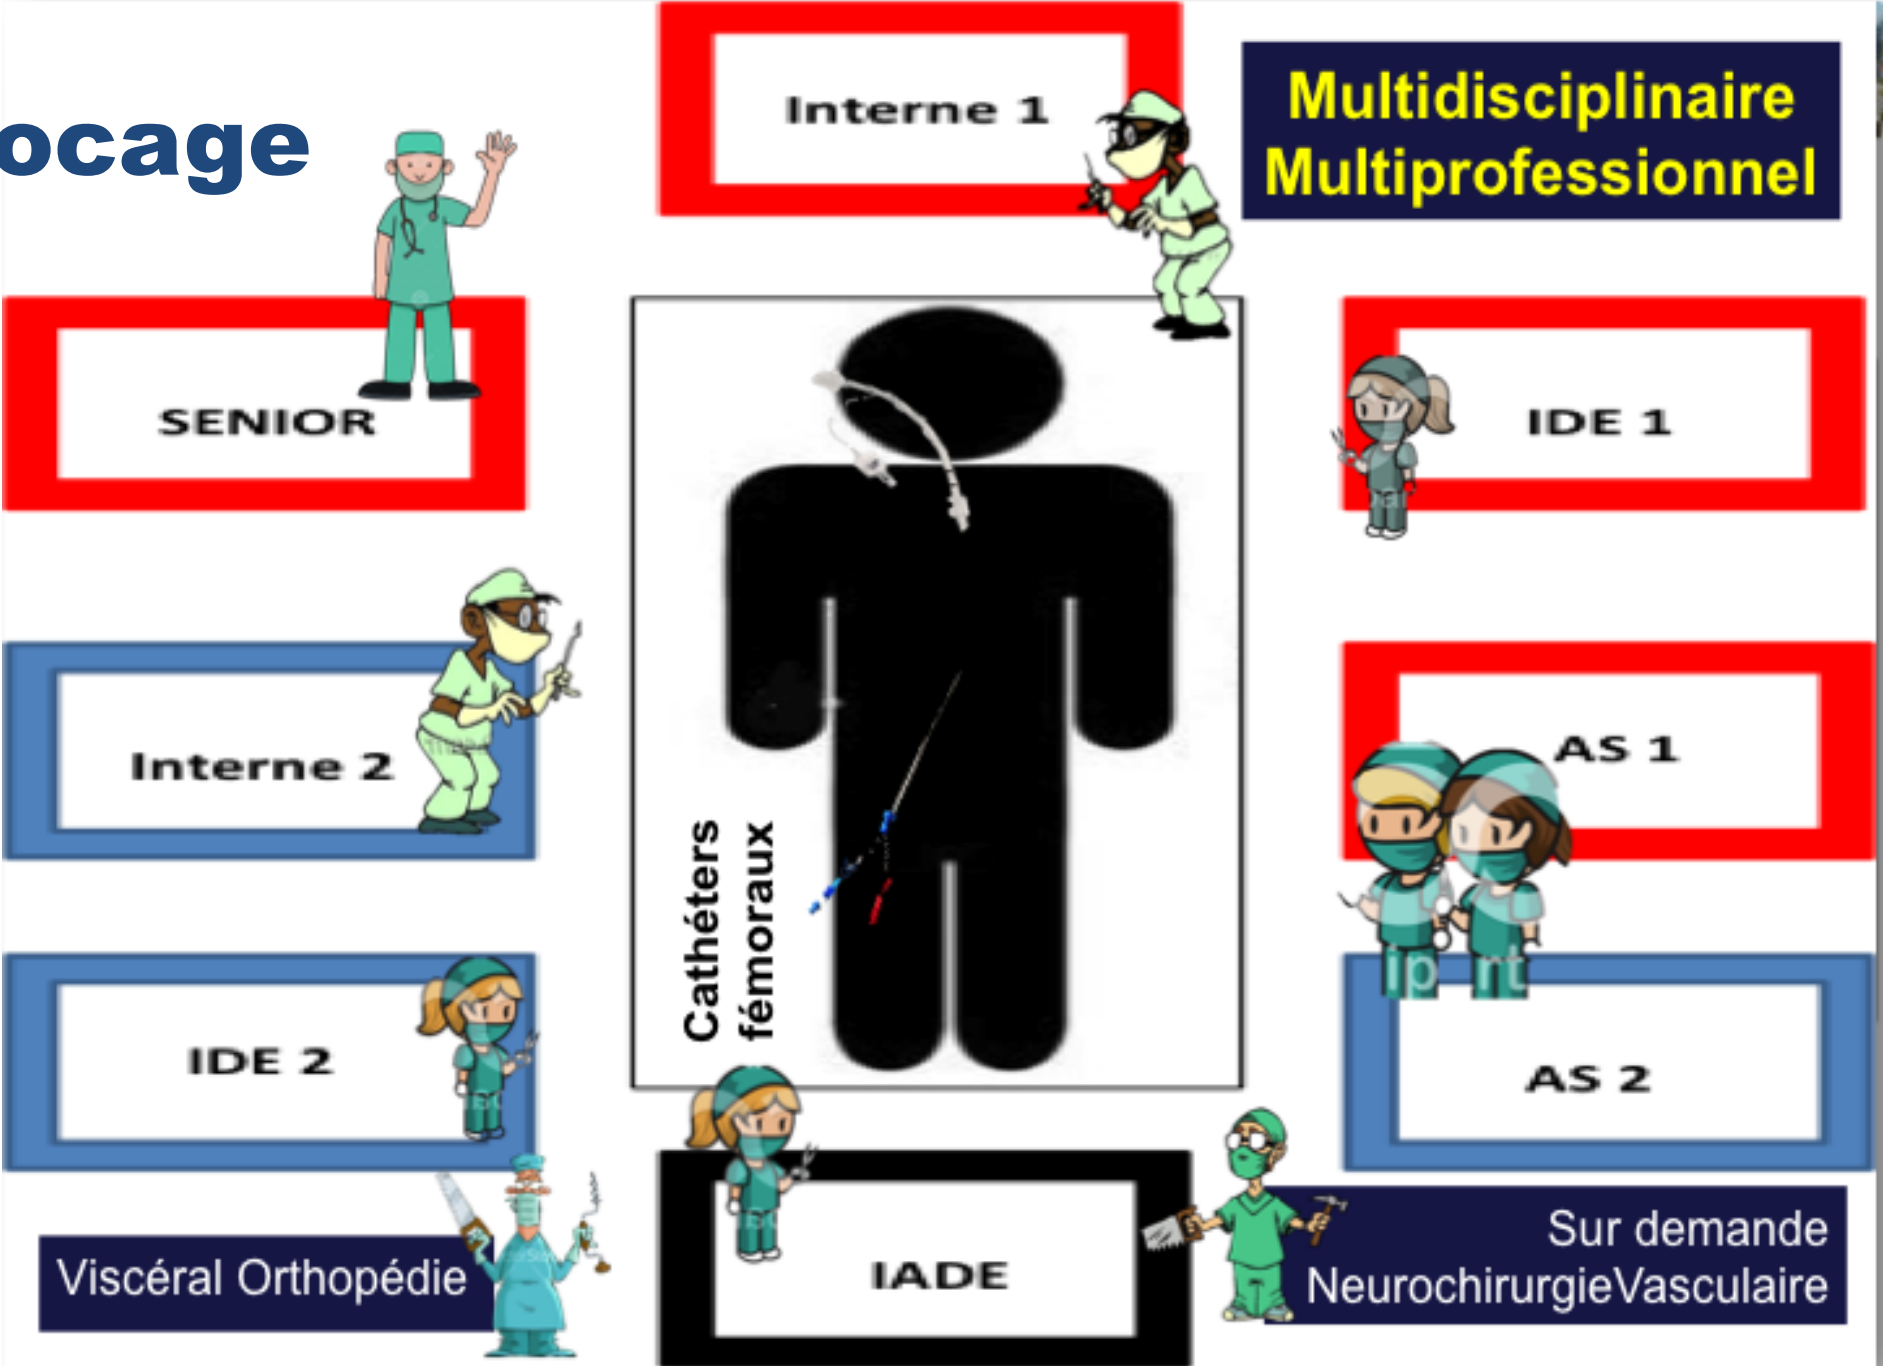 Interne 1
Multidisciplinaire
Multiprofessionnel
ocage
SENIOR
IDE 1
Interne 2
AS 1
Cathéters
fémoraux
IDE 2
AS 2
Viscéral Orthopédie
IADE
Sur demande
NeurochirurgieVasculaire